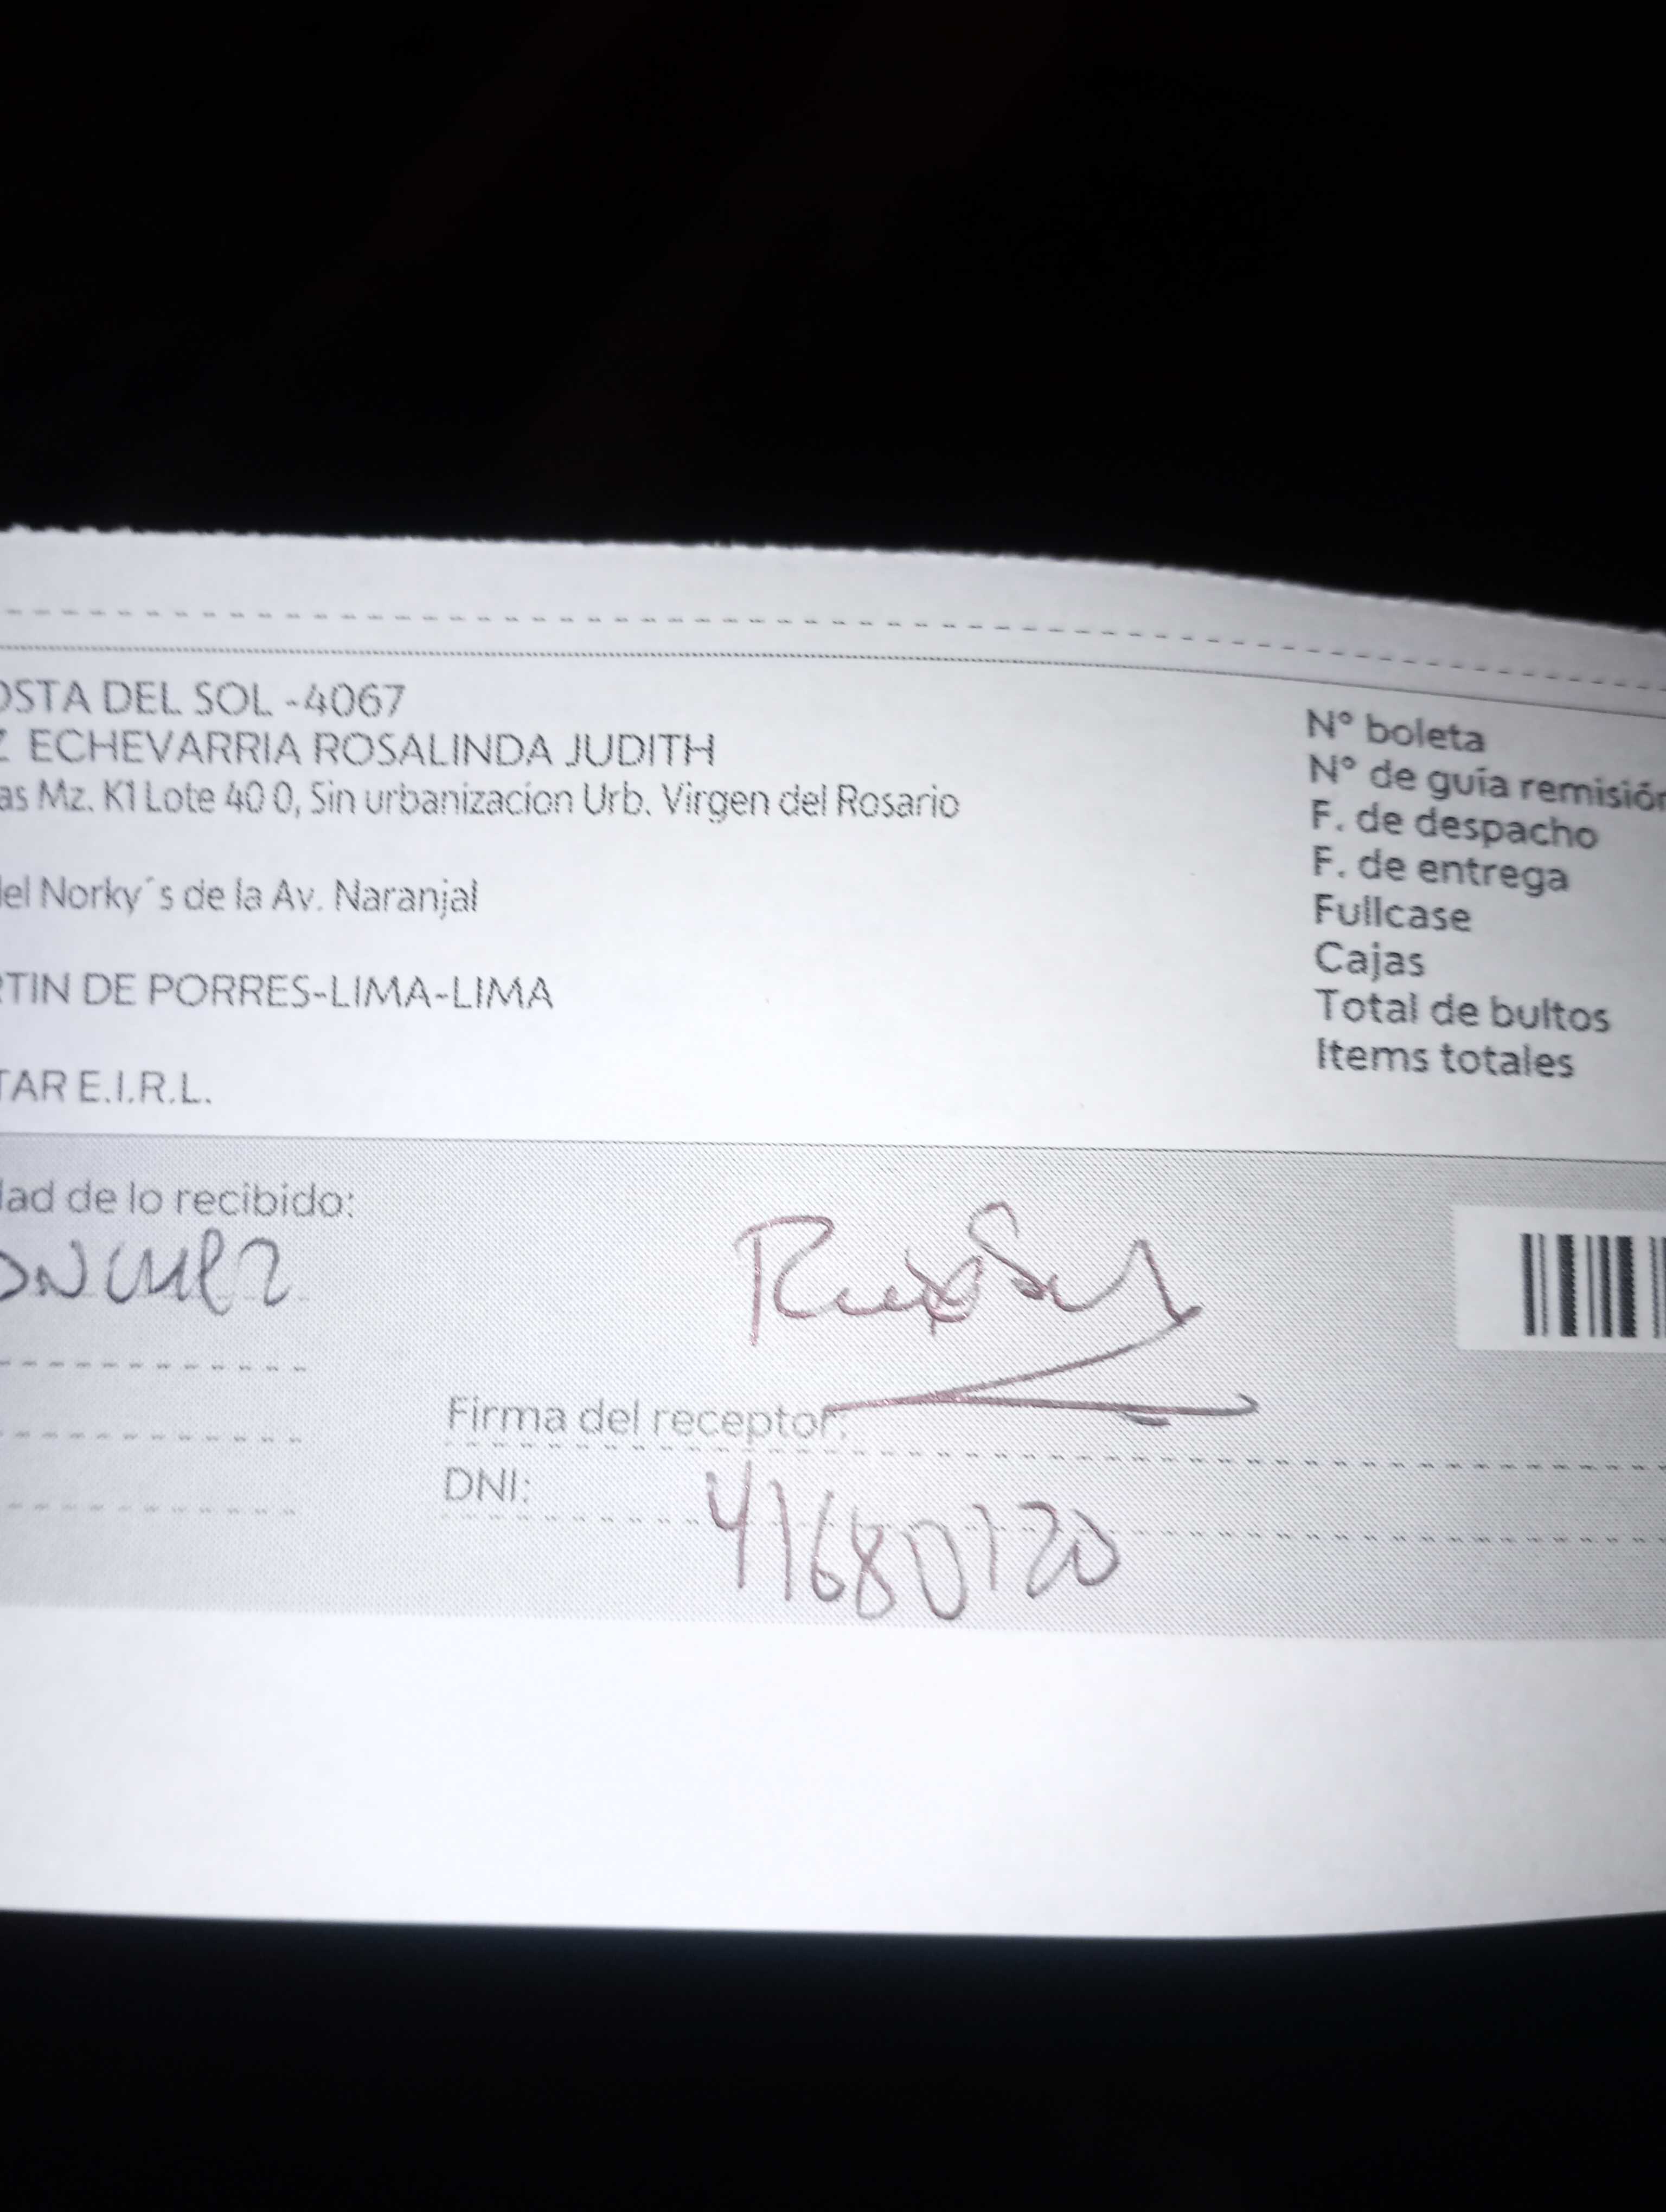 OSTA DEL SOL -4067
Z ECHEVARRIA ROSALINDA JUDITH
as Mz. K1 Lote 40 0, Sin urbanizacion Urb. Virgen del Rosario
del Norky´s de la Av. Naranjal
RTIN DE PORRES-LIMA-LIMA
TAR E.I.R.L.
N° boleta
N° de guía remisión
F. de despacho
F. de entrega
Fullcase
Cajas
Total de bultos
Items totales
dad de lo recibido:
Firma del receptor:
DNI: 41680120